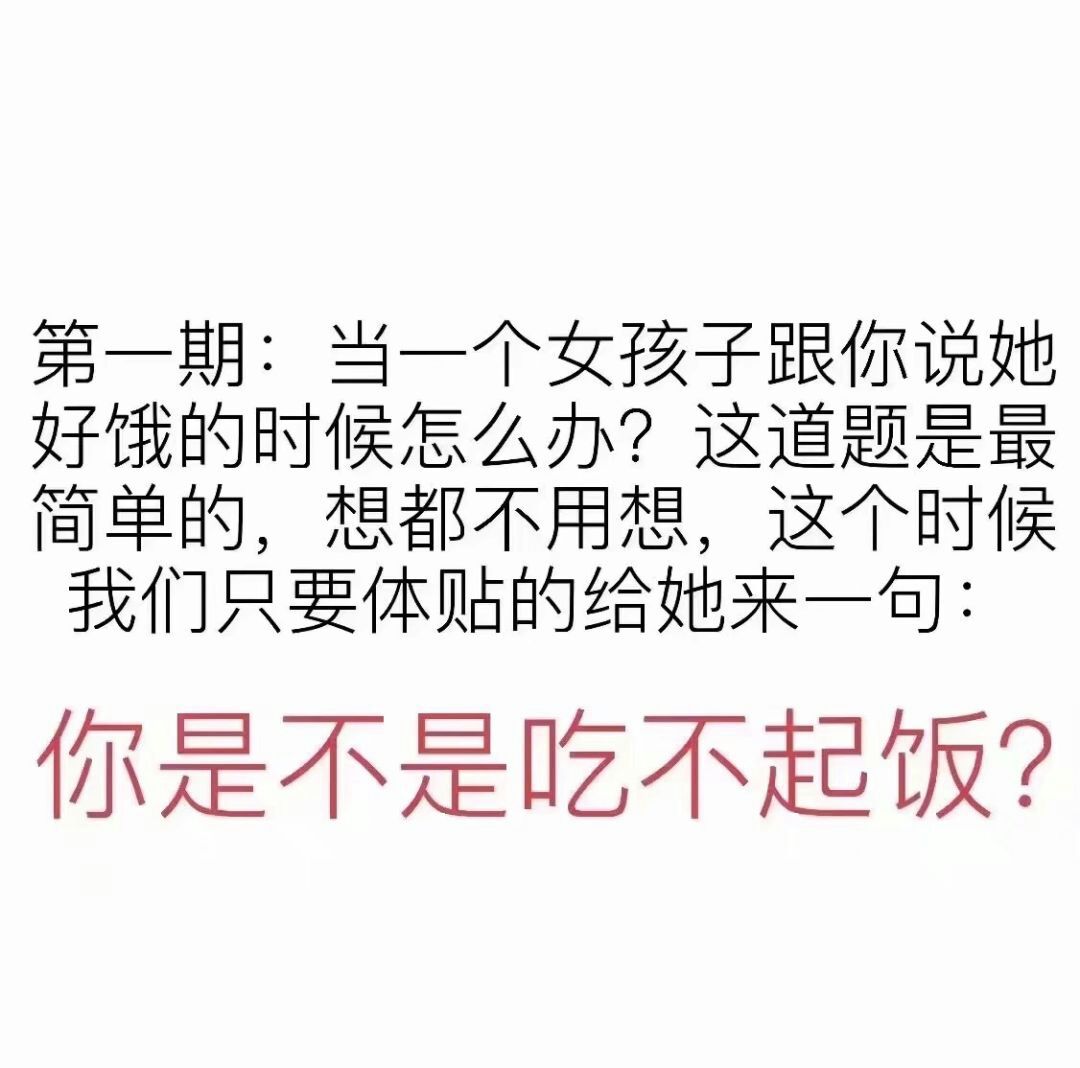 第一期：当一个女孩子跟你说她
好饿的时候怎么办？这道题是最
简单的，想都不用想，这个时候
我们只要体贴的给她来一句：
你是不是吃不起饭？